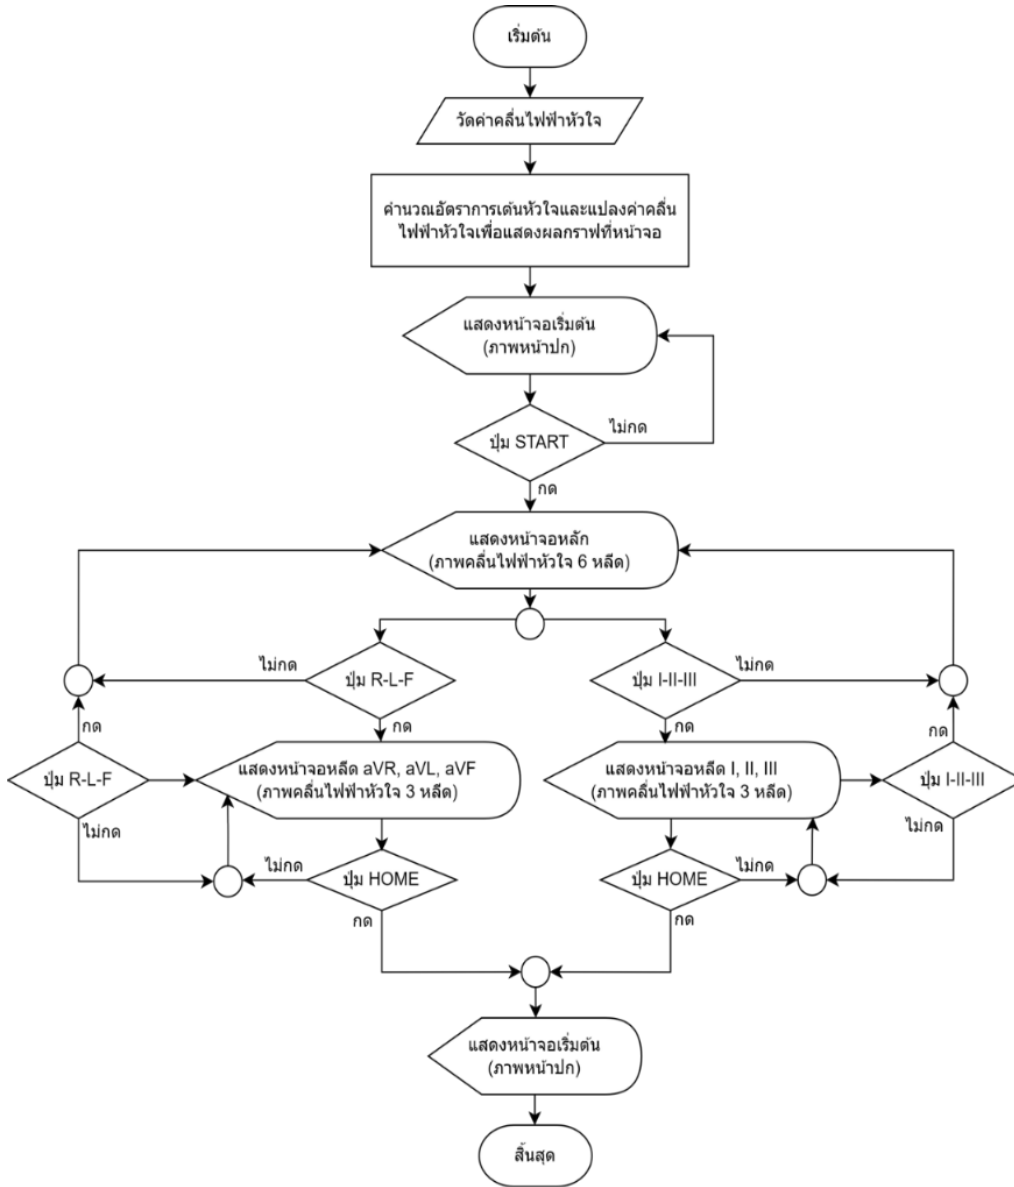 เริ่มต้น
วัดค่าคลื่นไฟฟ้าหัวใจ
คำนวณอัตราการเต้นหัวใจและแปลงค่าคลื่น
ไฟฟ้าหัวใจเพื่อแสดงผลกราฟที่หน้าจอ
แสดงหน้าจอเริ่มต้น
(ภาพหน้าปก)
ปุ่ม START
ไม่กด
กด
แสดงหน้าจอหลัก
(ภาพคลื่นไฟฟ้าหัวใจ 6 หลีด)
ไม่กด
ปุ่ม R-L-F
ปุ่ม I-II-III
ไม่กด
กด
กด
กด
กด
ปุ่ม R-L-F
แสดงหน้าจอหลีด aVR, aVL, aVF
(ภาพคลื่นไฟฟ้าหัวใจ 3 หลีด)
แสดงหน้าจอหลีด I, II, III
(ภาพคลื่นไฟฟ้าหัวใจ 3 หลีด)
ปุ่ม I-II-III
ไม่กด
ไม่กด
ไม่กด
ปุ่ม HOME
ปุ่ม HOME
ไม่กด
กด
กด
แสดงหน้าจอเริ่มต้น
(ภาพหน้าปก)
สิ้นสุด